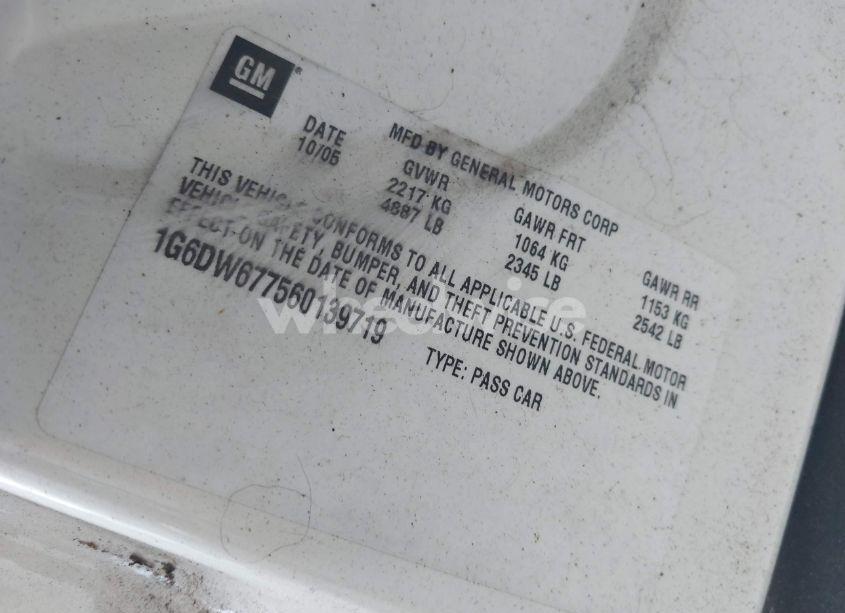 GM
MFD BY GENERAL MOTORS CORP
DATE GVWR GAWR FRT GAWR RR
10/05 2217 KG 1064 KG 1153 KG
4887 LB 2345 LB 2542 LB
THIS VEHICLE CONFORMS TO ALL APPLICABLE U.S. FEDERAL MOTOR
VEHICLE SAFETY, BUMPER, AND THEFT PREVENTION STANDARDS IN
EFFECT ON THE DATE OF MANUFACTURE SHOWN ABOVE.
1G6DW677560139719
TYPE: PASS CAR